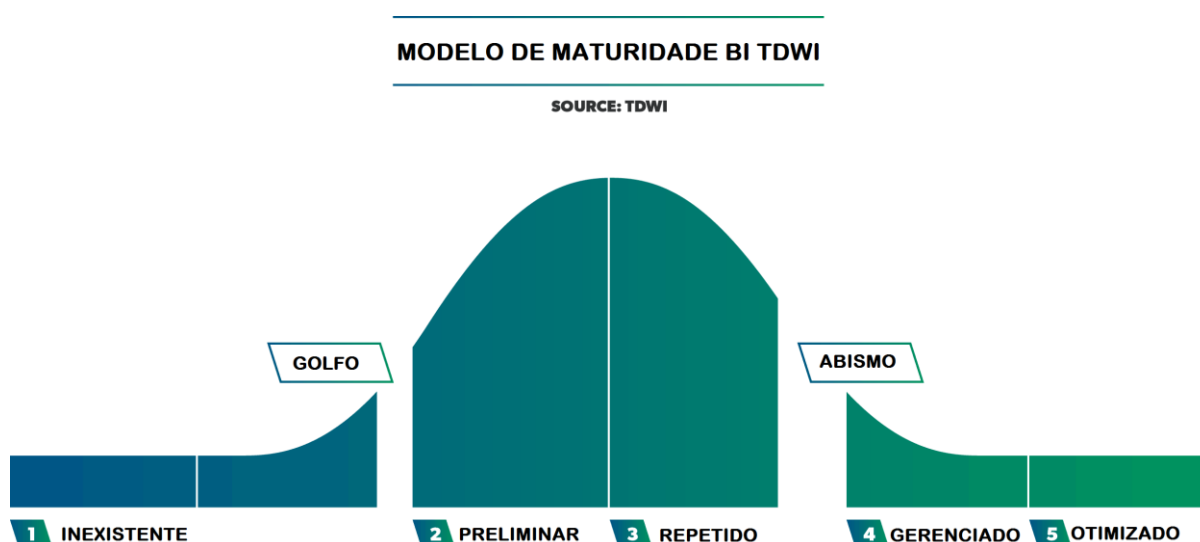 MODELO DE MATURIDADE BI TDWI
SOURCE: TDWI
GOLFO
ABISMO
1 INEXISTENTE
2 PRELIMINAR
3 REPETIDO
4 GERENCIADO
5 OTIMIZADO